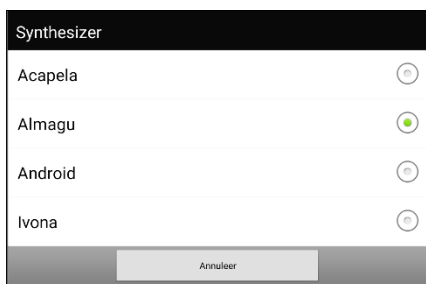 Synthesizer
Acapela
Almagu
Android
Ivona
Annuleer